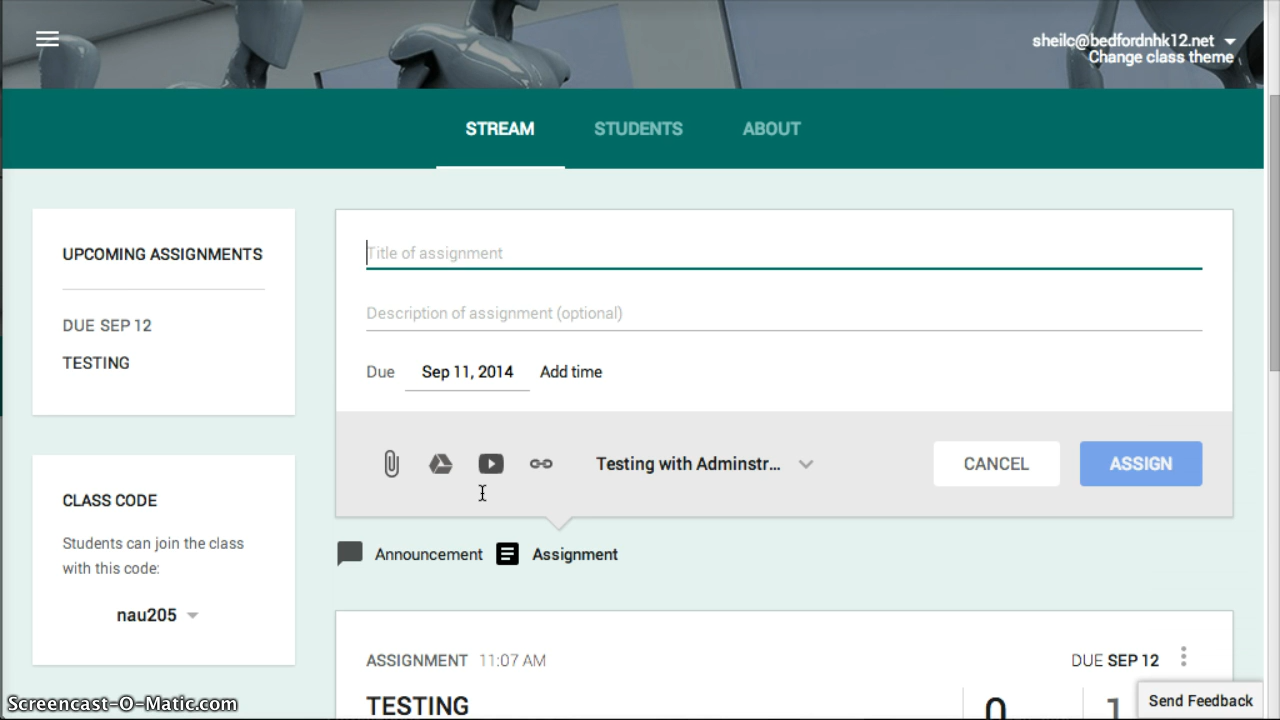 sheilc@bedfordnhk12.net
Change class theme
STREAM STUDENTS ABOUT
UPCOMING ASSIGNMENTS
DUE SEP 12
TESTING
CLASS CODE
Students can join the class
with this code:
nau205
Title of assignment
Description of assignment (optional)
Due Sep 11, 2014 Add time
Testing with Adminstr... CANCEL ASSIGN
Announcement Assignment
ASSIGNMENT 11:07 AM DUE SEP 12
TESTING 0 1
Send Feedback
Screencast-O-Matic.com